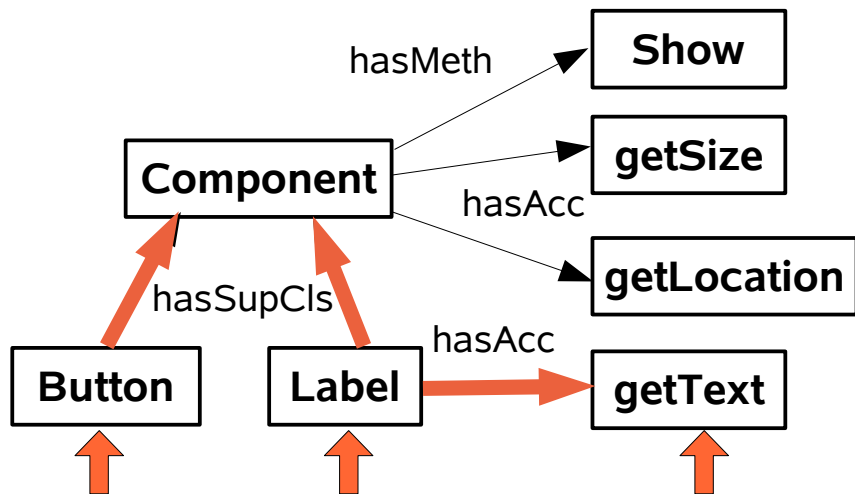 Show
hasMeth
getSize
Component
hasAcc
getLocation
hasSupCls
hasAcc
Button
Label
getText